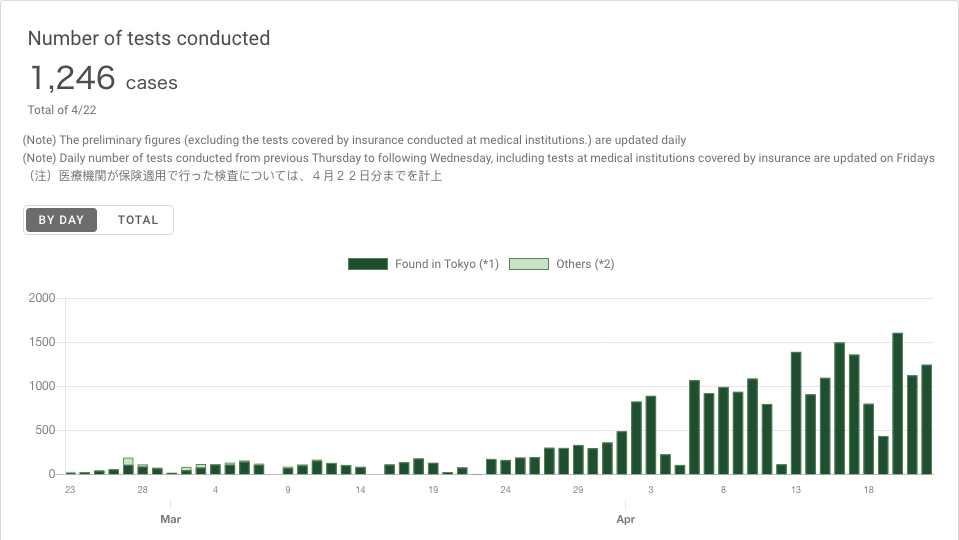 Number of tests conducted
1,246 cases
Total of 4/22
(Note) The preliminary figures (excluding the tests covered by insurance conducted at medical institutions.) are updated daily
(Note) Daily number of tests conducted from previous Thursday to following Wednesday, including tests at medical institutions covered by insurance are updated on Fridays
（注）医療機関が保険適用で行った検査については、４月２２日分までを計上
BY DAY TOTAL
Found in Tokyo (*1) Others (*2)
2000
1500
1000
500
0
23 28 4 9 14 19 24 29 3 8 13 18
Mar Apr